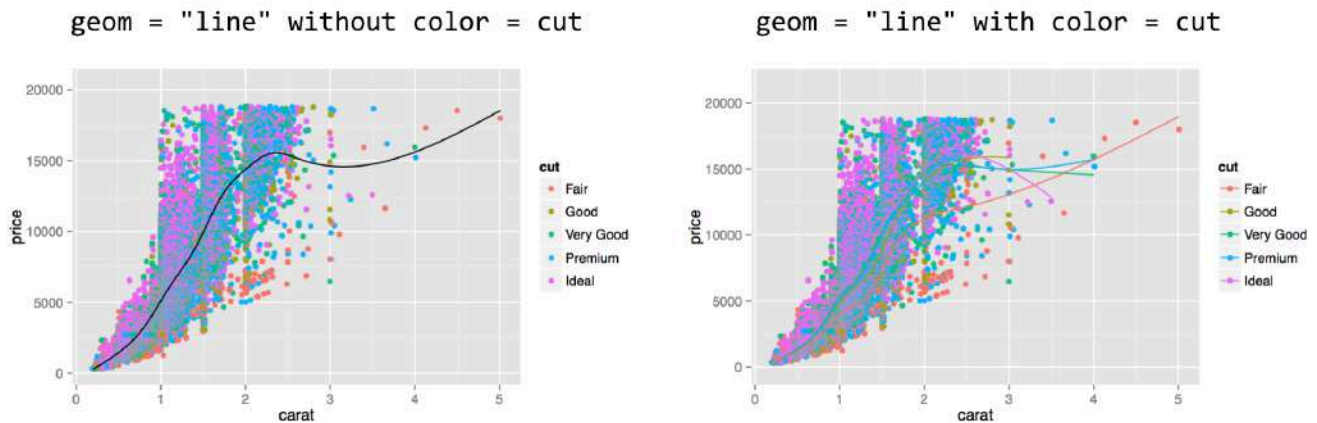 geom = "line" without color = cut
20000
15000
10000
5000
0
price
0 1 2 3 4 5
carat
cut
Fair
Good
Very Good
Premium
Ideal
geom = "line" with color = cut
20000
15000
10000
5000
0
price
0 1 2 3 4 5
carat
cut
Fair
Good
Very Good
Premium
Ideal